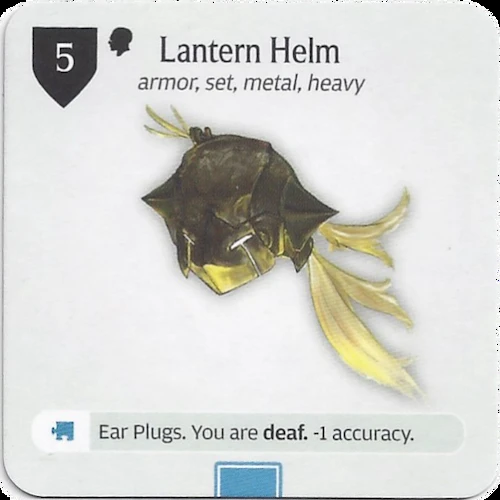 5
Lantern Helm
armor, set, metal, heavy
Ear Plugs. You are deaf. -1 accuracy.